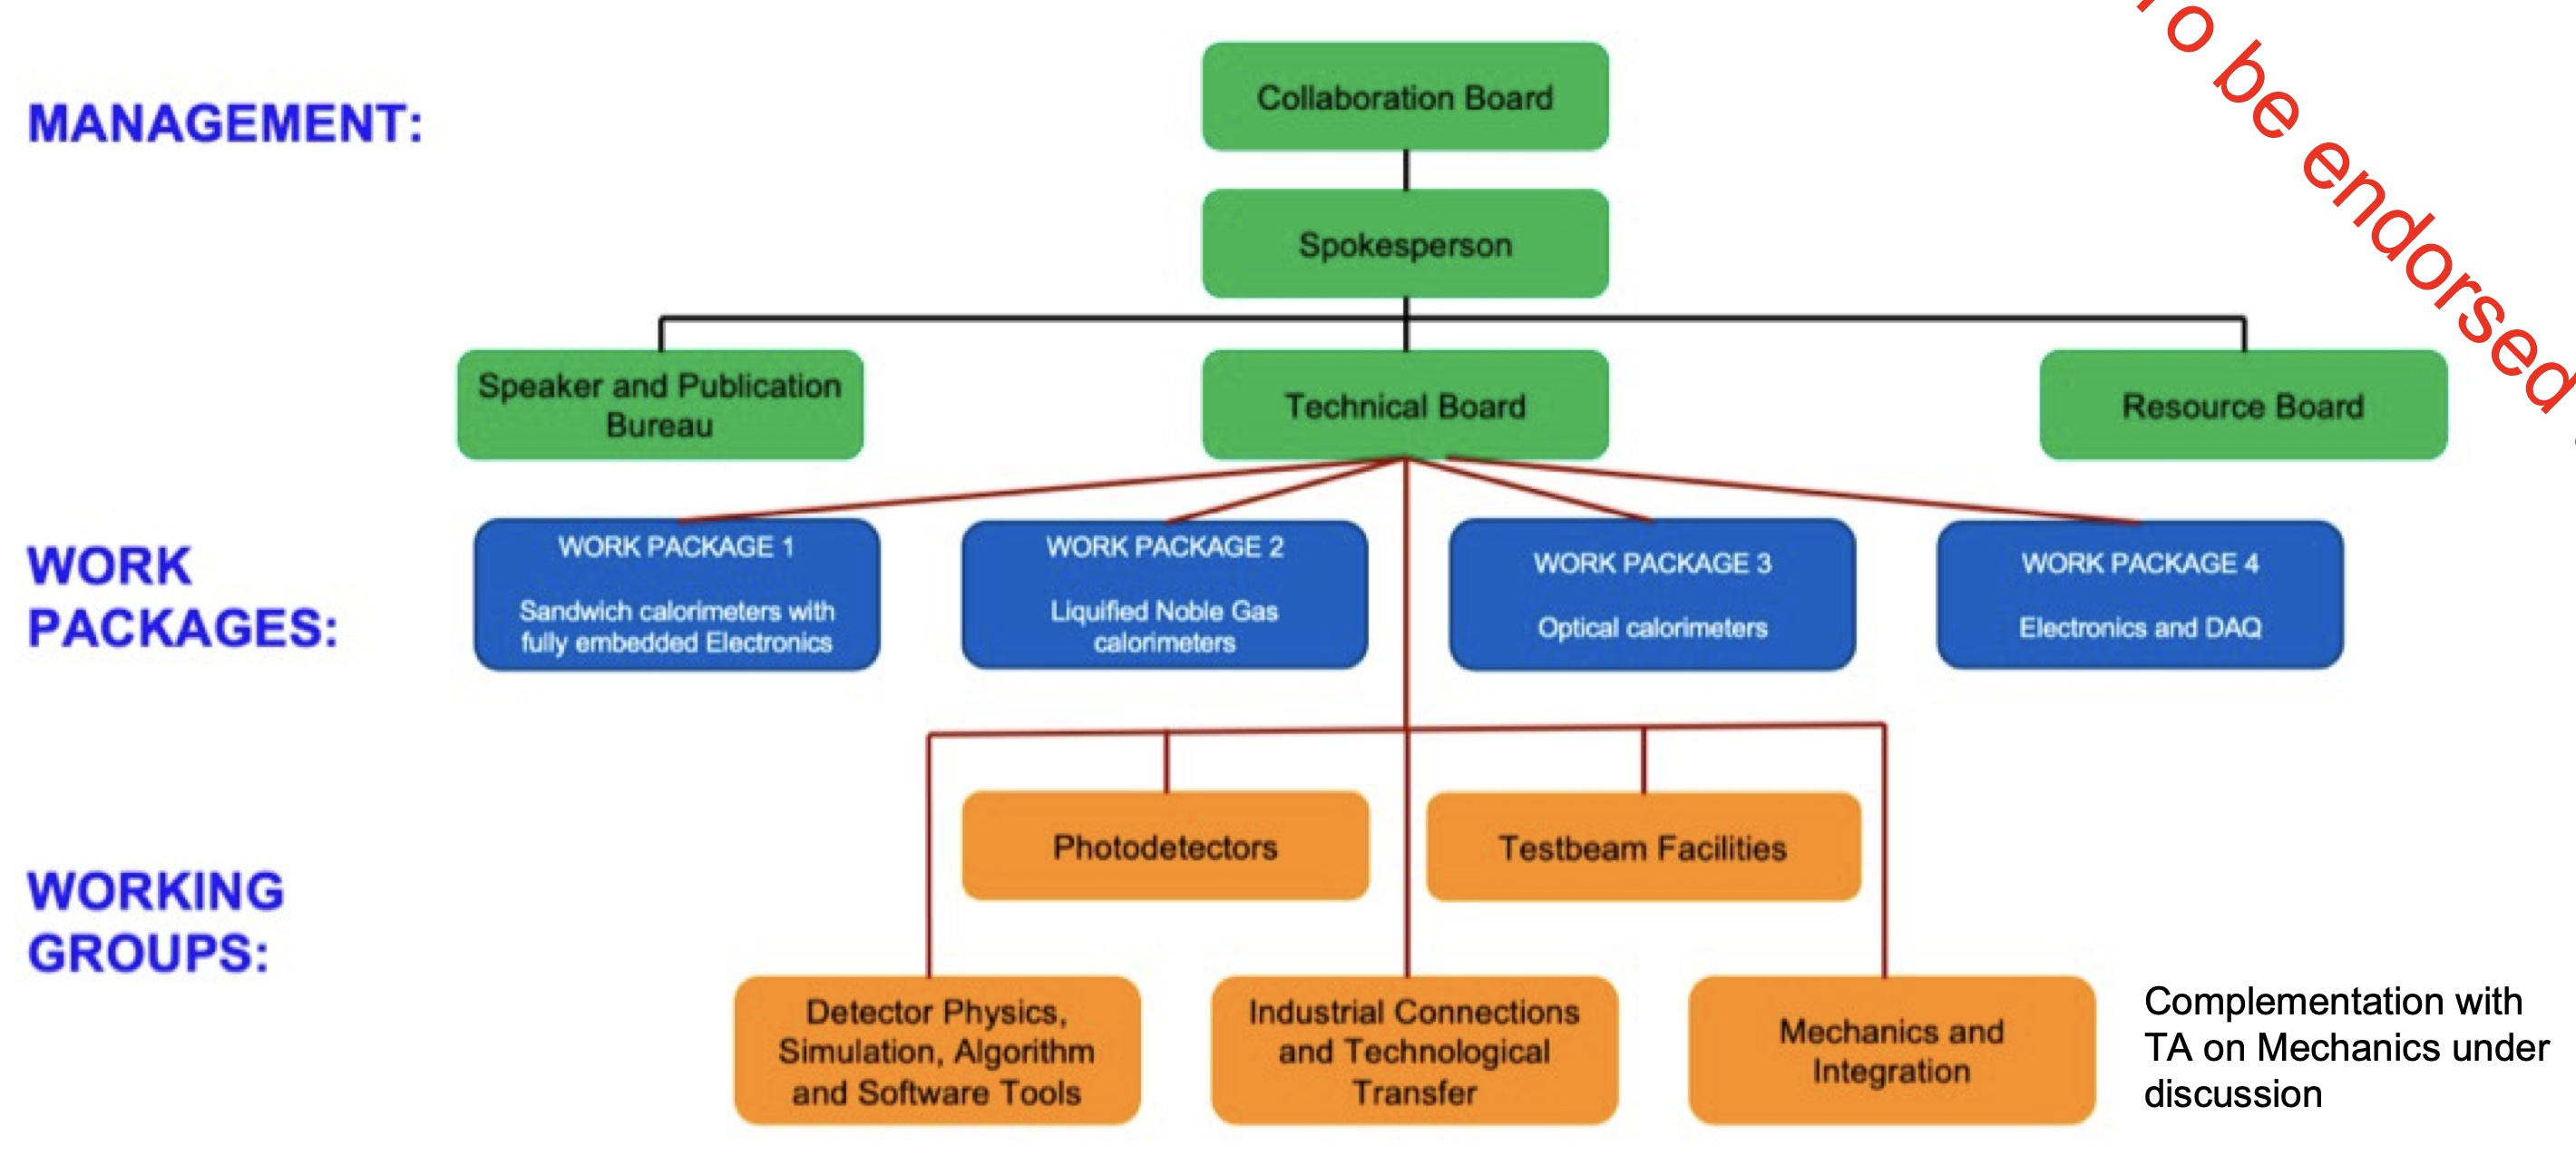 To be endorsed
MANAGEMENT:
Collaboration Board
Spokesperson
Speaker and Publication
Bureau
Technical Board
Resource Board
WORK
PACKAGES:
WORK PACKAGE 1
Sandwich calorimeters with
fully embedded Electronics
WORK PACKAGE 2
Liquified Noble Gas
calorimeters
WORK PACKAGE 3
Optical calorimeters
WORK PACKAGE 4
Electronics and DAQ
WORKING
GROUPS:
Photodetectors
Testbeam Facilities
Detector Physics,
Simulation, Algorithm
and Software Tools
Industrial Connections
and Technological
Transfer
Mechanics and
Integration
Complementation with
TA on Mechanics under
discussion